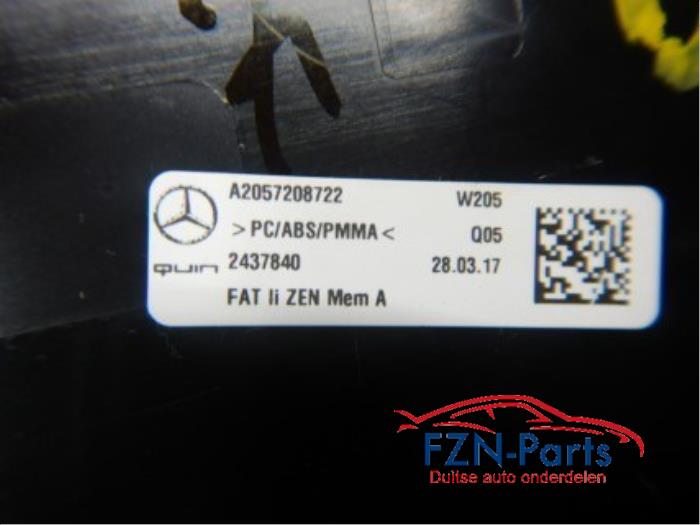 A2057208722 W205
>PC/ABS/PMMA< Q05
QUIN 2437840 28.03.17
FAT li ZEN Mem A
FZN-Parts
Duitse auto onderdelen